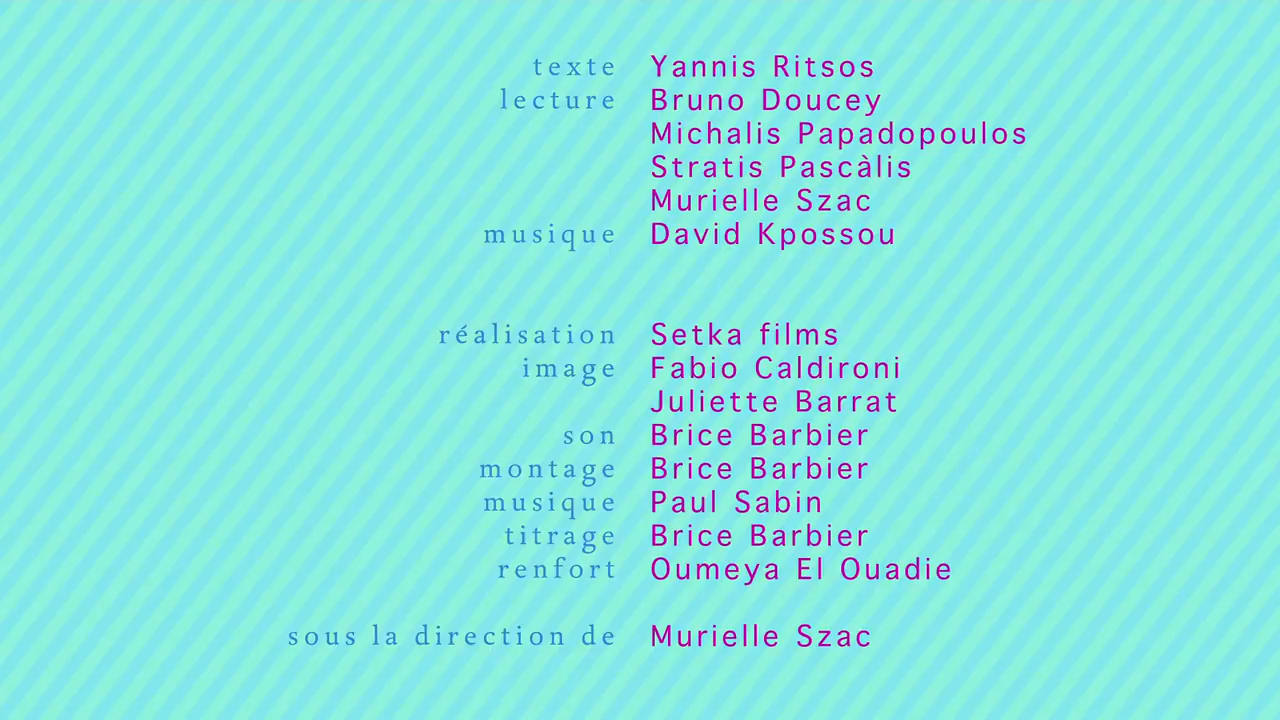 texte Yannis Ritsos
lecture Bruno Doucey
Michalis Papadopoulos
Stratis Pascàlis
Murielle Szac
musique David Kpossou
réalisation Setka films
image Fabio Caldironi
Juliette Barrat
son Brice Barbier
montage Brice Barbier
musique Paul Sabin
titrage Brice Barbier
renfort Oumeya El Ouadie
sous la direction de Murielle Szac